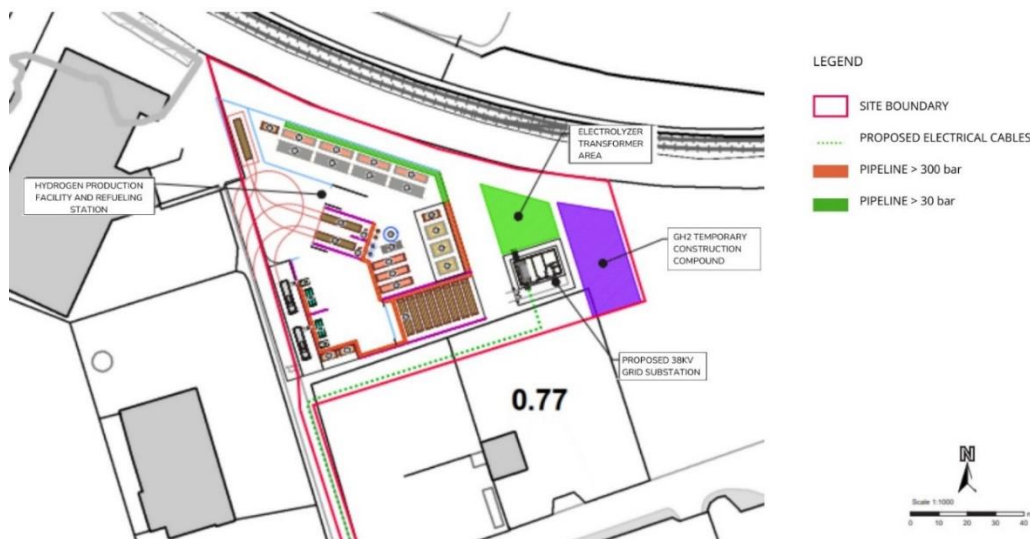 LEGEND
SITE BOUNDARY
PROPOSED ELECTRICAL CABLES
PIPELINE > 300 bar
PIPELINE > 30 bar
ELECTROLYZER
TRANSFORMER
AREA
HYDROGEN PRODUCTION
FACILITY AND REFUELING
STATION
GH2 TEMPORARY
CONSTRUCTION
COMPOUND
PROPOSED 38KV
GRID SUBSTATION
0.77
N
Scale 1:1000
0 10 20 30 40 m